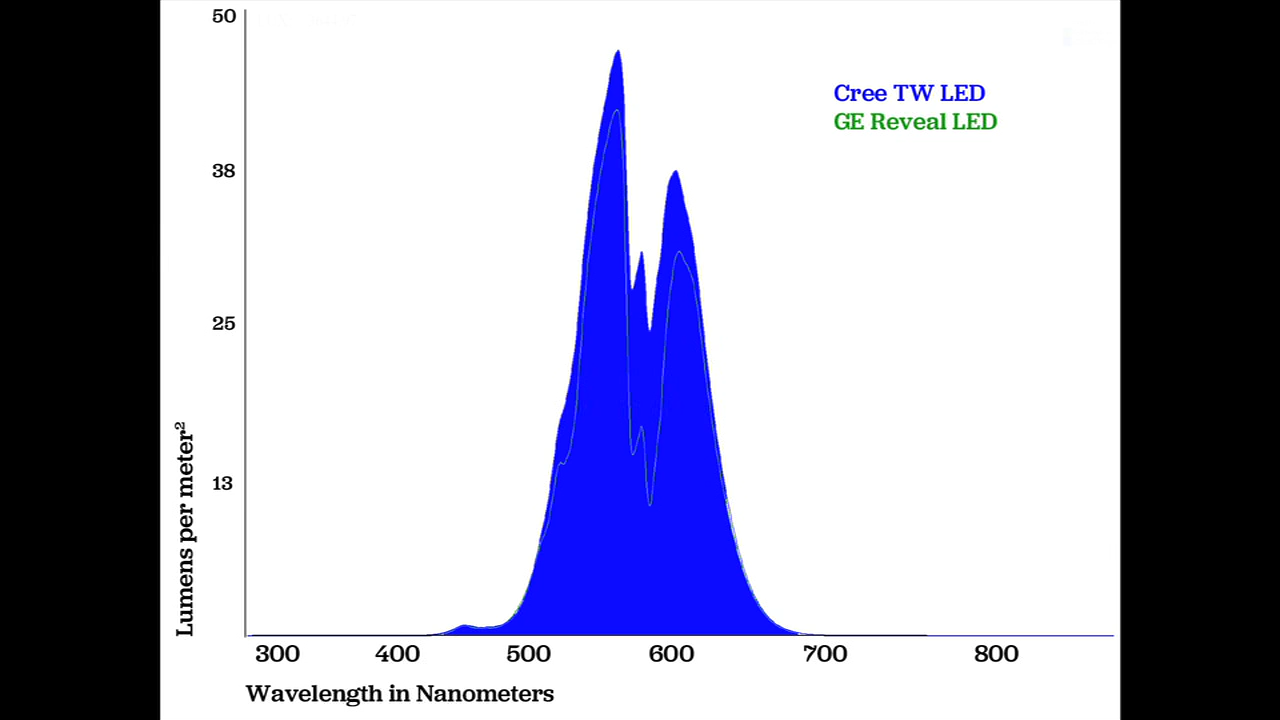 50
Cree TW LED
GE Reveal LED
38
25
13
Lumens per meter²
300 400 500 600 700 800
Wavelength in Nanometers